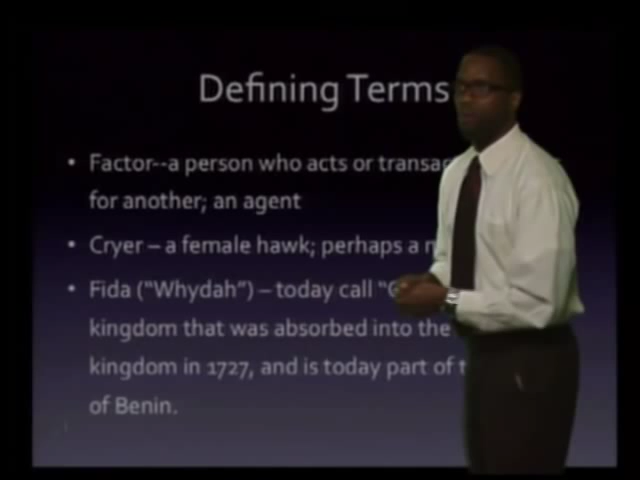 Defining Terms
• Factor--a person who acts or transac
for another; an agent
• Cryer – a female hawk; perhaps a
• Fida ("Whydah") – today call "
kingdom that was absorbed into the
kingdom in 1727, and is today part of
of Benin.